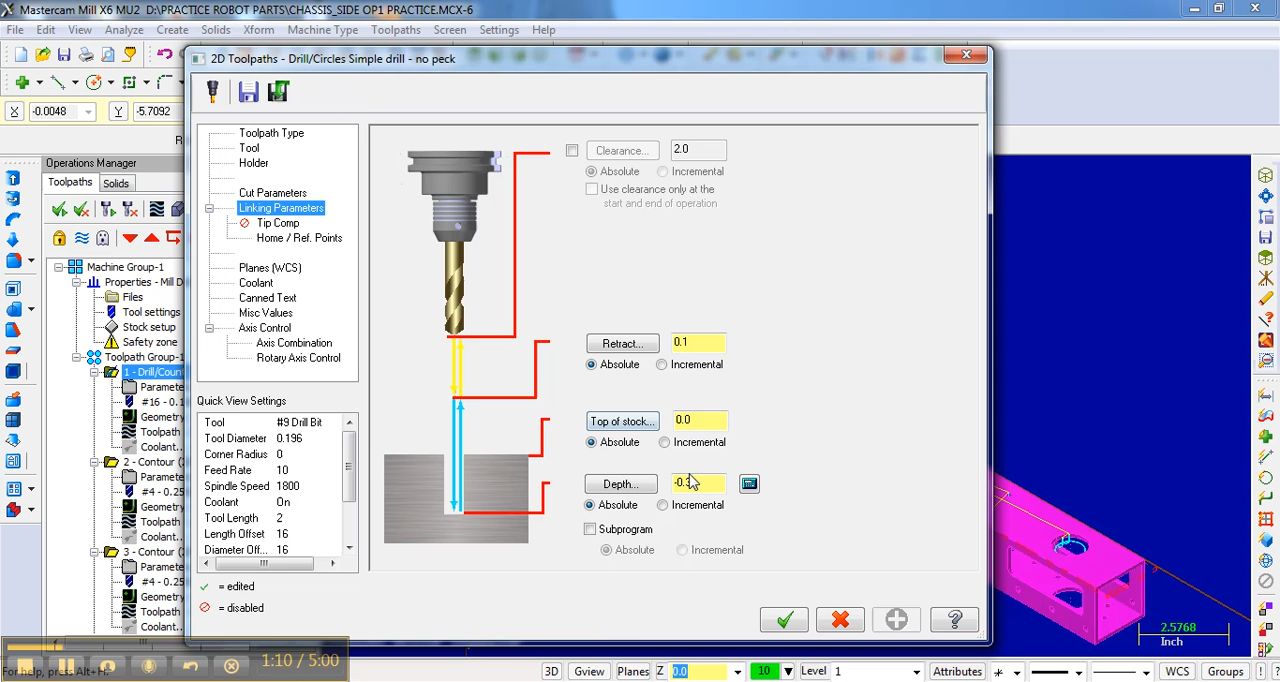 Mastercam Mill X6 MU2 D:\PRACTICE ROBOT PARTS\CHASSIS_SIDE OP1 PRACTICE.MCX-6
File Edit View Analyze Create Solids Xform Machine Type Toolpaths Screen Settings Help
2D Toolpaths - Drill/Circles Simple drill - no peck
X -0.0048 Y -5.7092
Operations Manager
Toolpaths Solids
Machine Group-1
Properties - Mill D
Files
Tool settings
Stock setup
Safety zone
Toolpath Group-1
1 - Drill/Coun
Paramete
#16 - 0.1
Geometry
Toolpath
Coolant..
2 - Contour (
Paramete
#4 - 0.25
Geometry
Toolpath
Coolant..
3 - Contour (
Paramete
#4 - 0.25
Geometry
Toolpath
Coolant..
Toolpath Type
Tool
Holder
Cut Parameters
Linking Parameters
Tip Comp
Home / Ref. Points
Planes (WCS)
Coolant
Canned Text
Misc Values
Axis Control
Axis Combination
Rotary Axis Control
Quick View Settings
Tool #9 Drill Bit
Tool Diameter 0.196
Corner Radius 0
Feed Rate 10
Spindle Speed 1800
Coolant On
Tool Length 2
Length Offset 16
Diameter Off... 16
= edited
= disabled
Clearance... 2.0
Absolute Incremental
Use clearance only at the
start and end of operation
Retract... 0.1
Absolute Incremental
Top of stock... 0.0
Absolute Incremental
Depth...
Absolute Incremental
Subprogram
Absolute Incremental
2.5768
Inch
1:10 / 5:00
For help, press Alt+H.
3D Gview Planes Z 0.0 10 Level 1 Attributes WCS Groups